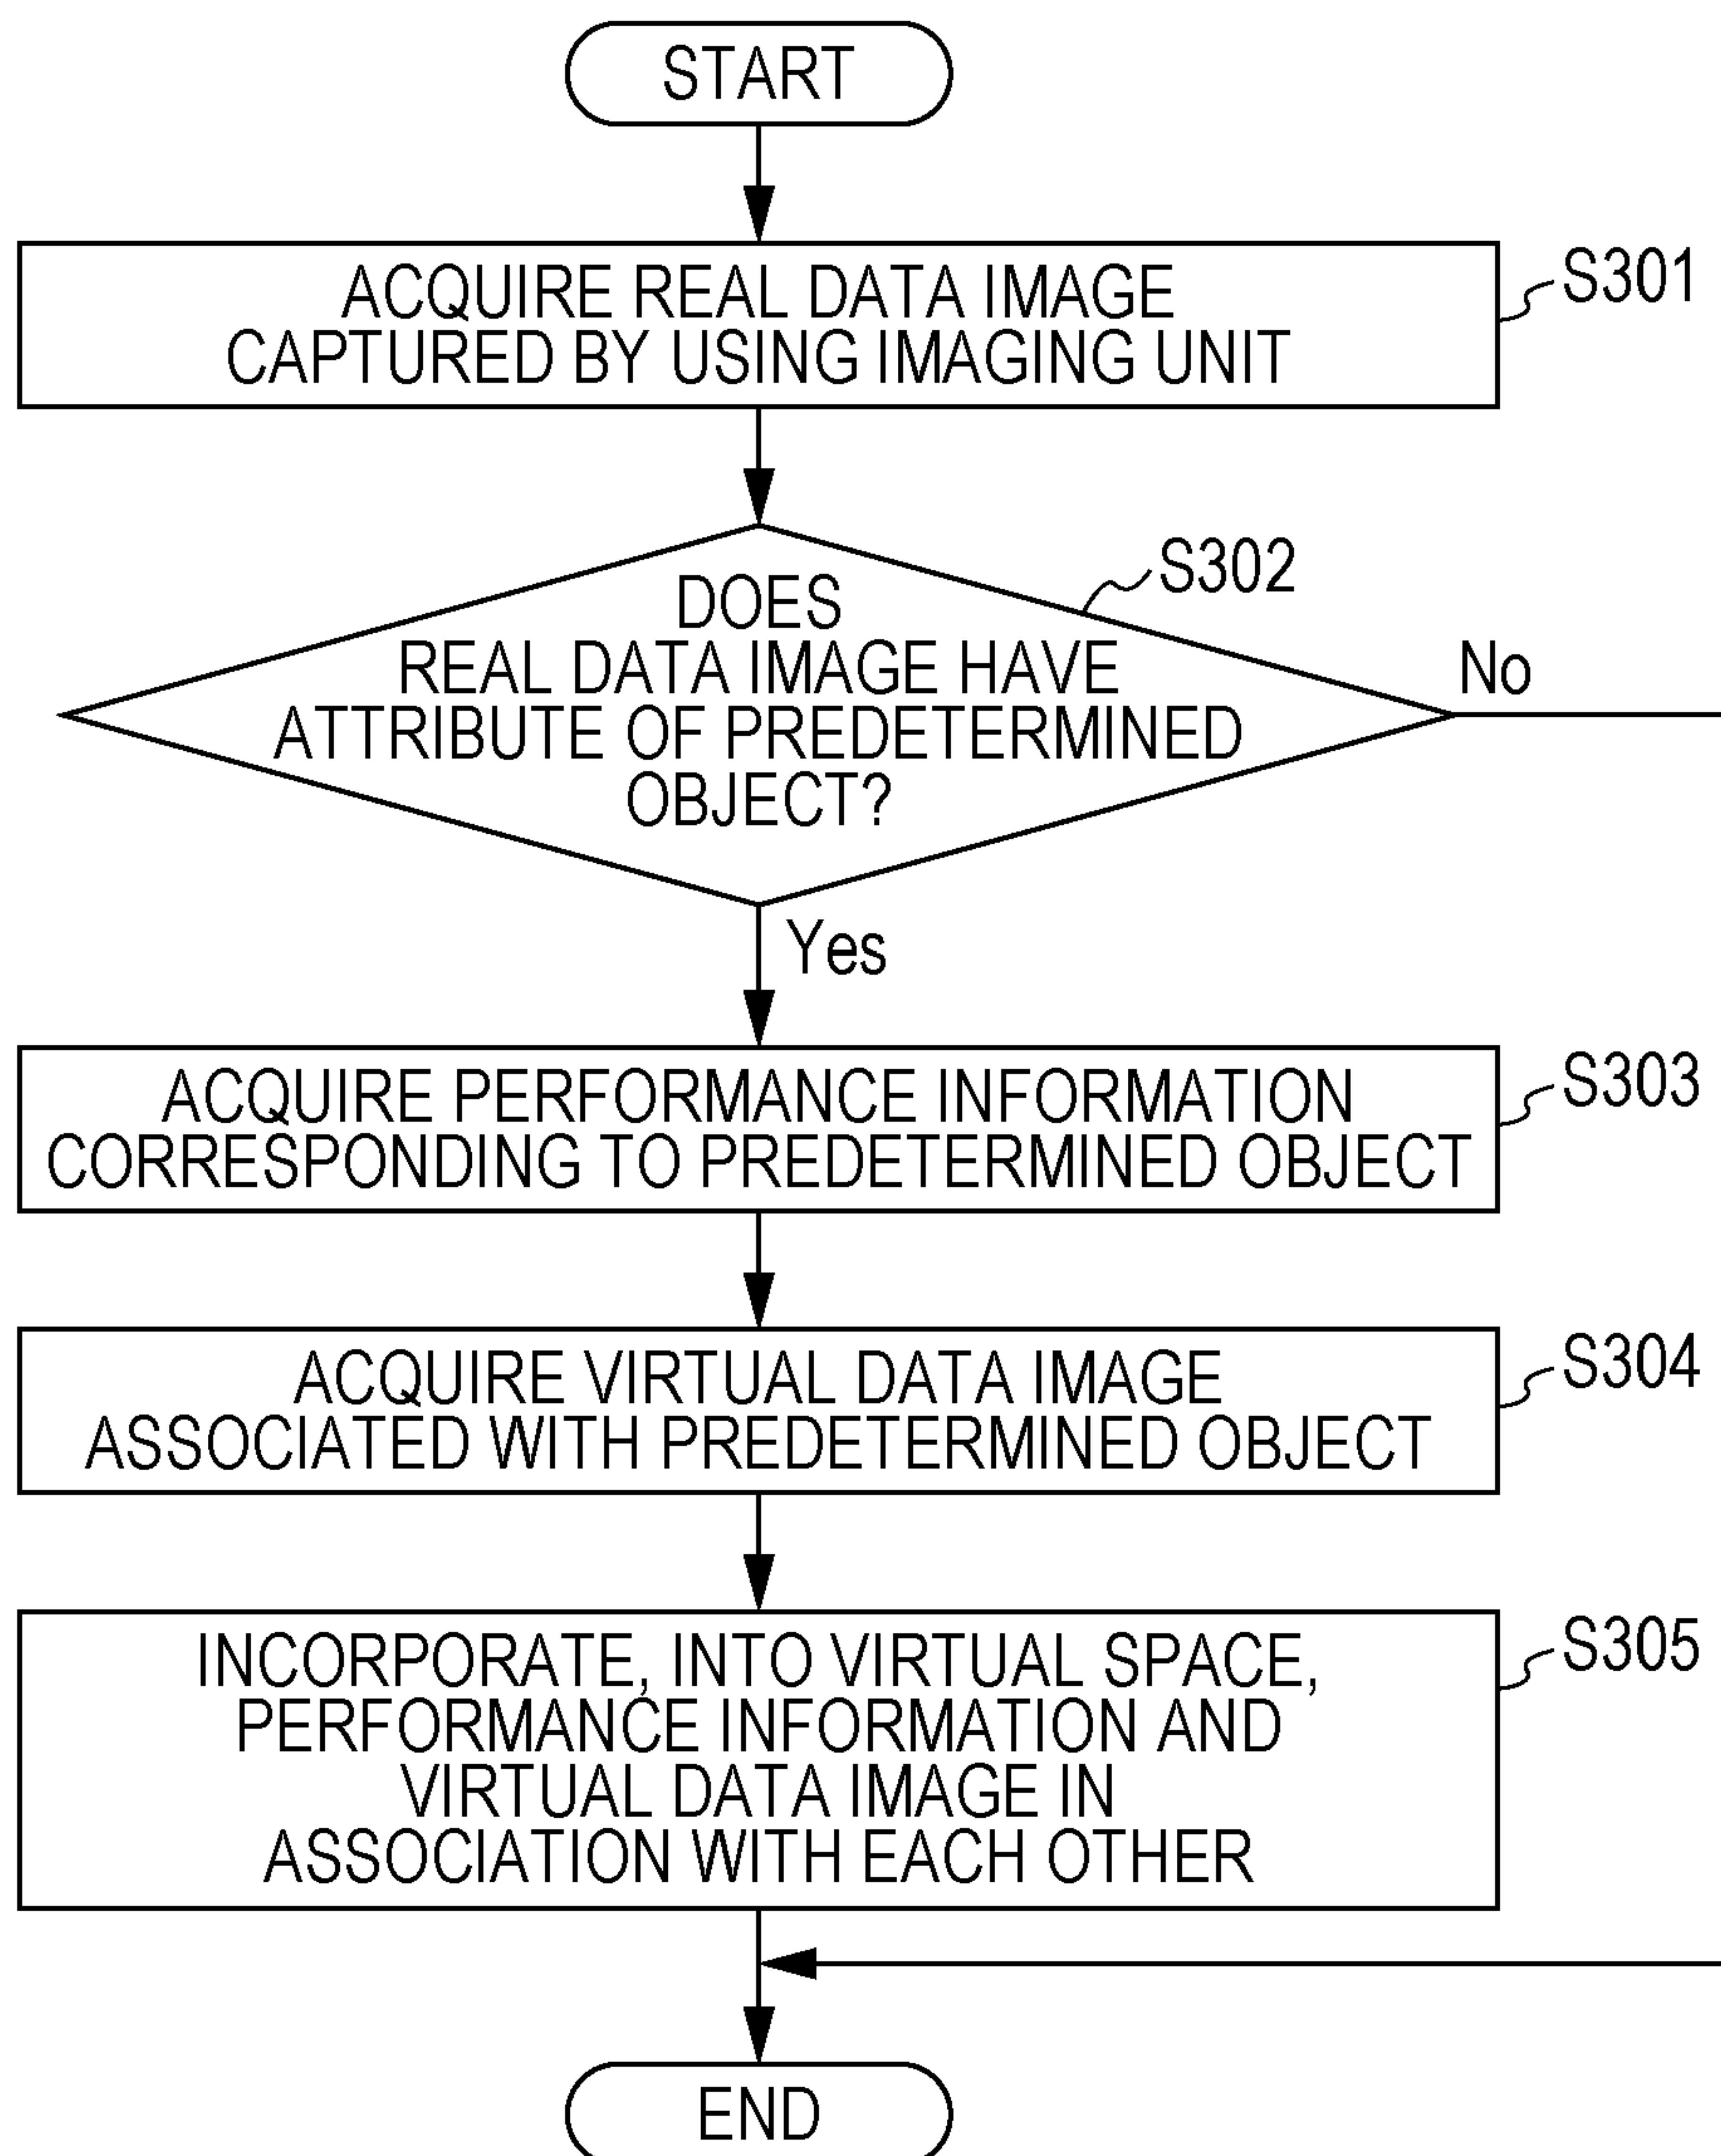 START
ACQUIRE REAL DATA IMAGE
CAPTURED BY USING IMAGING UNIT
S301
DOES
REAL DATA IMAGE HAVE
ATTRIBUTE OF PREDETERMINED
OBJECT?
S302
No
Yes
ACQUIRE PERFORMANCE INFORMATION
CORRESPONDING TO PREDETERMINED OBJECT
S303
ACQUIRE VIRTUAL DATA IMAGE
ASSOCIATED WITH PREDETERMINED OBJECT
S304
INCORPORATE, INTO VIRTUAL SPACE,
PERFORMANCE INFORMATION AND
VIRTUAL DATA IMAGE IN
ASSOCIATION WITH EACH OTHER
S305
END